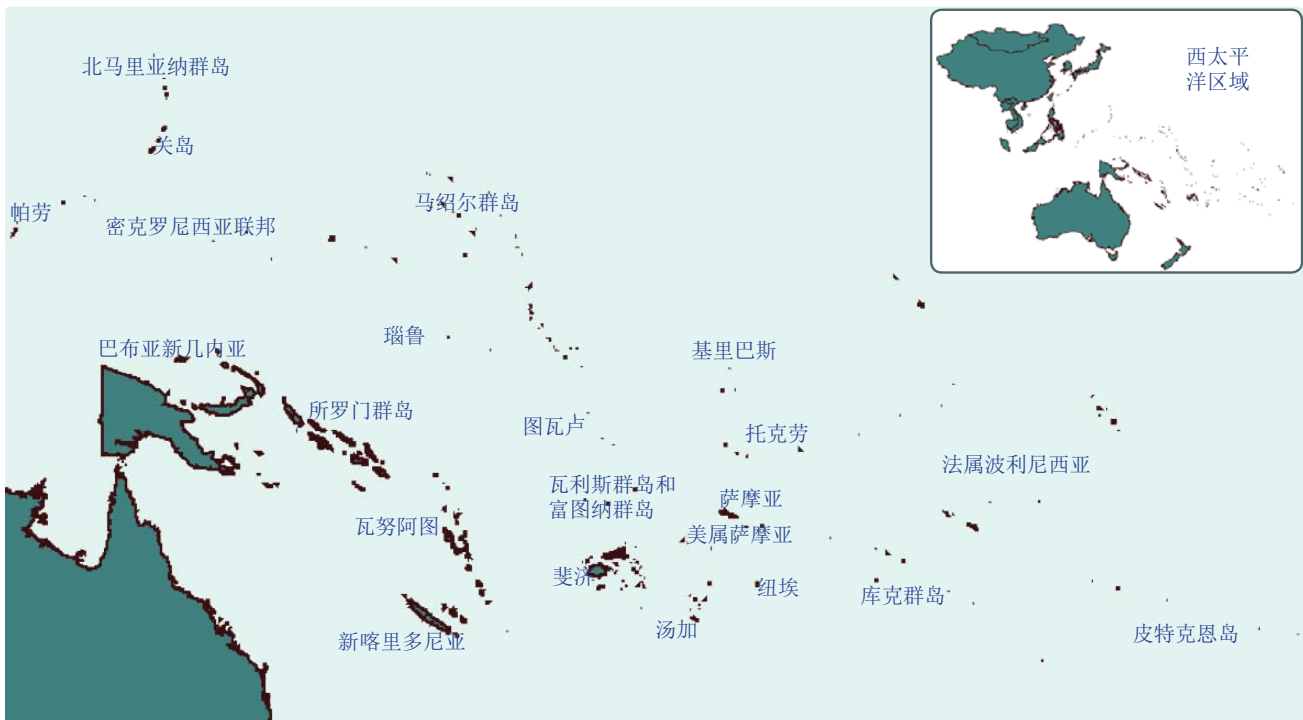 西太平
洋区域
北马里亚纳群岛
关岛
帕劳
密克罗尼西亚联邦
马绍尔群岛
瑙鲁
巴布亚新几内亚
基里巴斯
所罗门群岛
图瓦卢
托克劳
法属波利尼西亚
瓦利斯群岛和
富图纳群岛
萨摩亚
瓦努阿图
美属萨摩亚
斐济
纽埃
库克群岛
新喀里多尼亚
汤加
皮特克恩岛